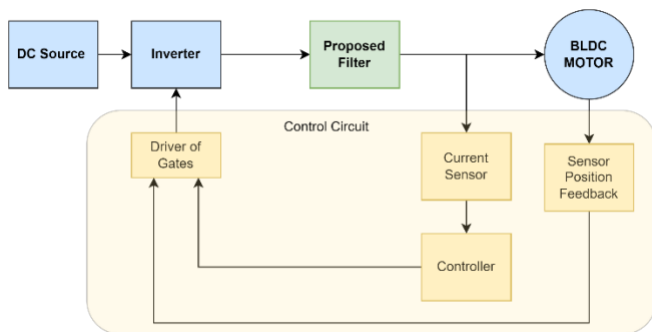 DC Source
Inverter
Proposed
Filter
BLDC
MOTOR
Control Circuit
Driver of
Gates
Current
Sensor
Sensor
Position
Feedback
Controller